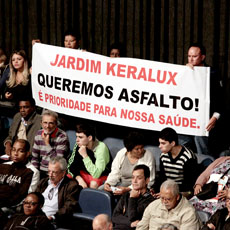 JARDIM KERALUX
QUEREMOS ASFALTO!
É PRIORIDADE PARA NOSSA SAÚDE.